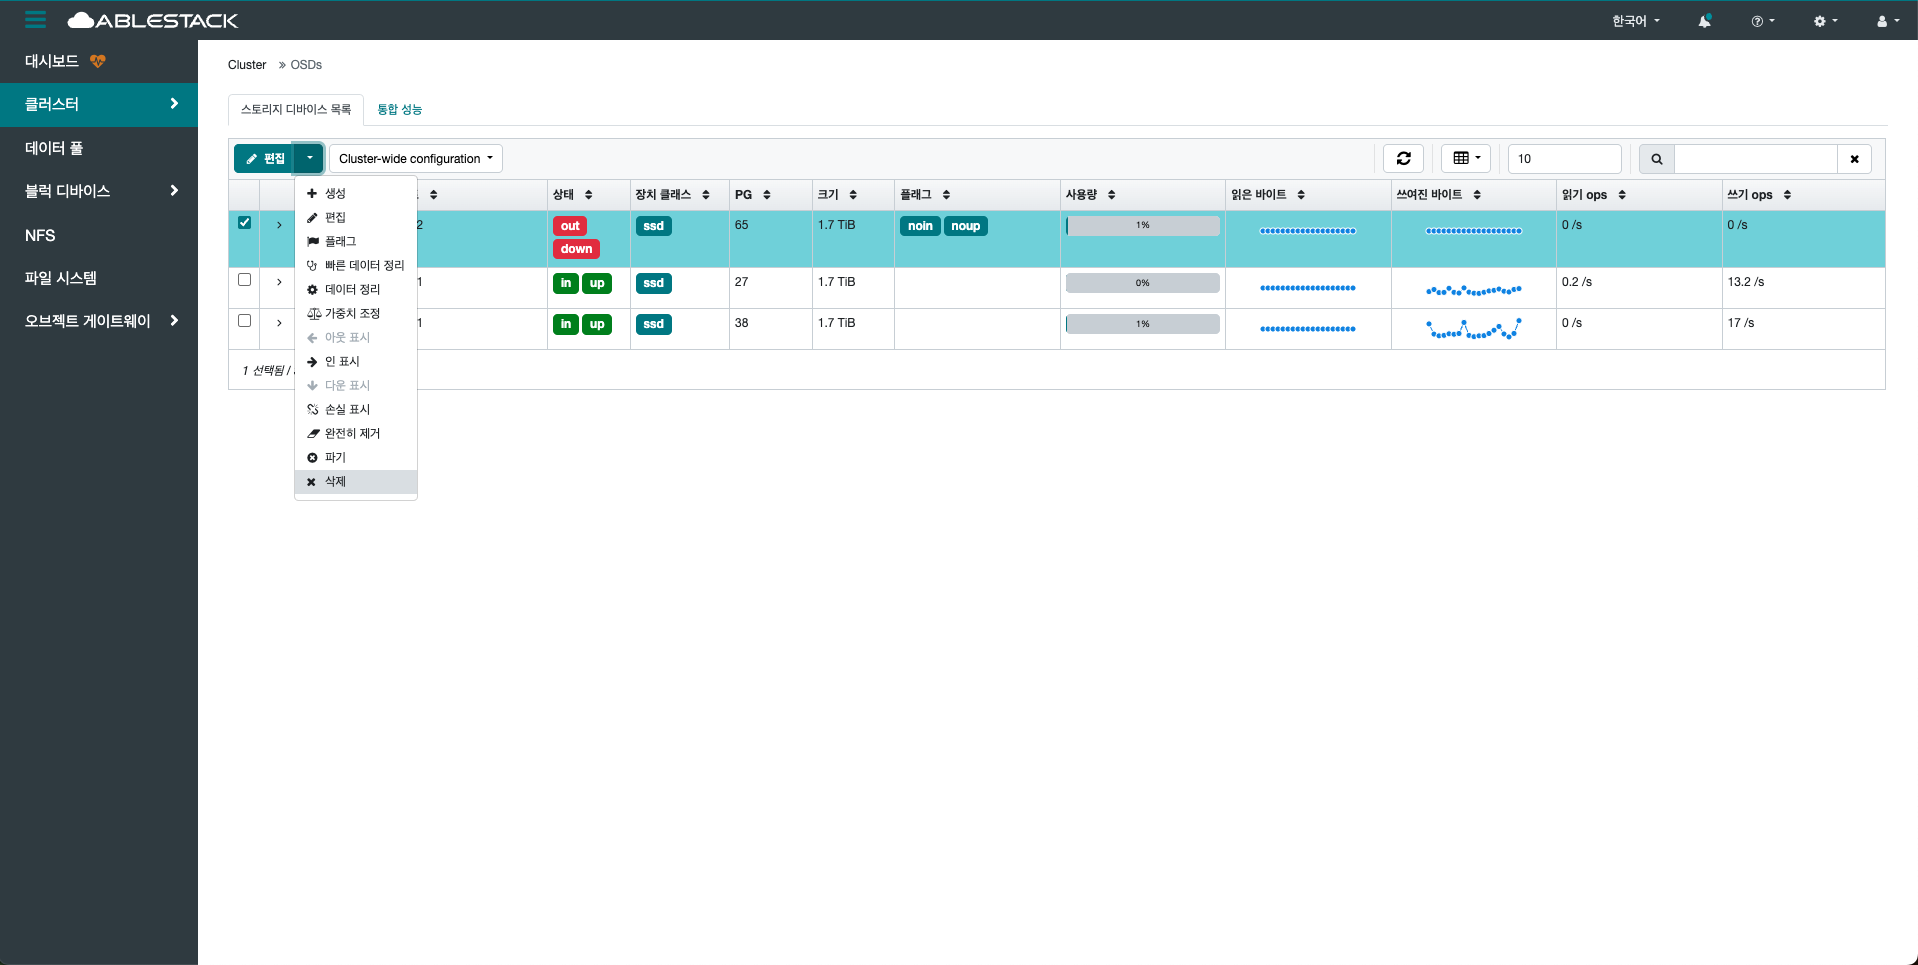 ABLESTACK
한국어
대시보드
클러스터
데이터 풀
블럭 디바이스
NFS
파일 시스템
오브젝트 게이트웨이
Cluster » OSDs
스토리지 디바이스 목록 통합 성능
편집 Cluster-wide configuration 10
상태 장치 클래스 PG 크기 플래그 사용량 읽은 바이트 쓰여진 바이트 읽기 ops 쓰기 ops
2 out down ssd 65 1.7 TiB noin noup 1% 0 /s 0 /s
1 in up ssd 27 1.7 TiB 0% 0.2 /s 13.2 /s
1 in up ssd 38 1.7 TiB 1% 0 /s 17 /s
1 선택됨 /
생성
편집
플래그
빠른 데이터 정리
데이터 정리
가중치 조정
아웃 표시
인 표시
다운 표시
손실 표시
완전히 제거
파기
삭제